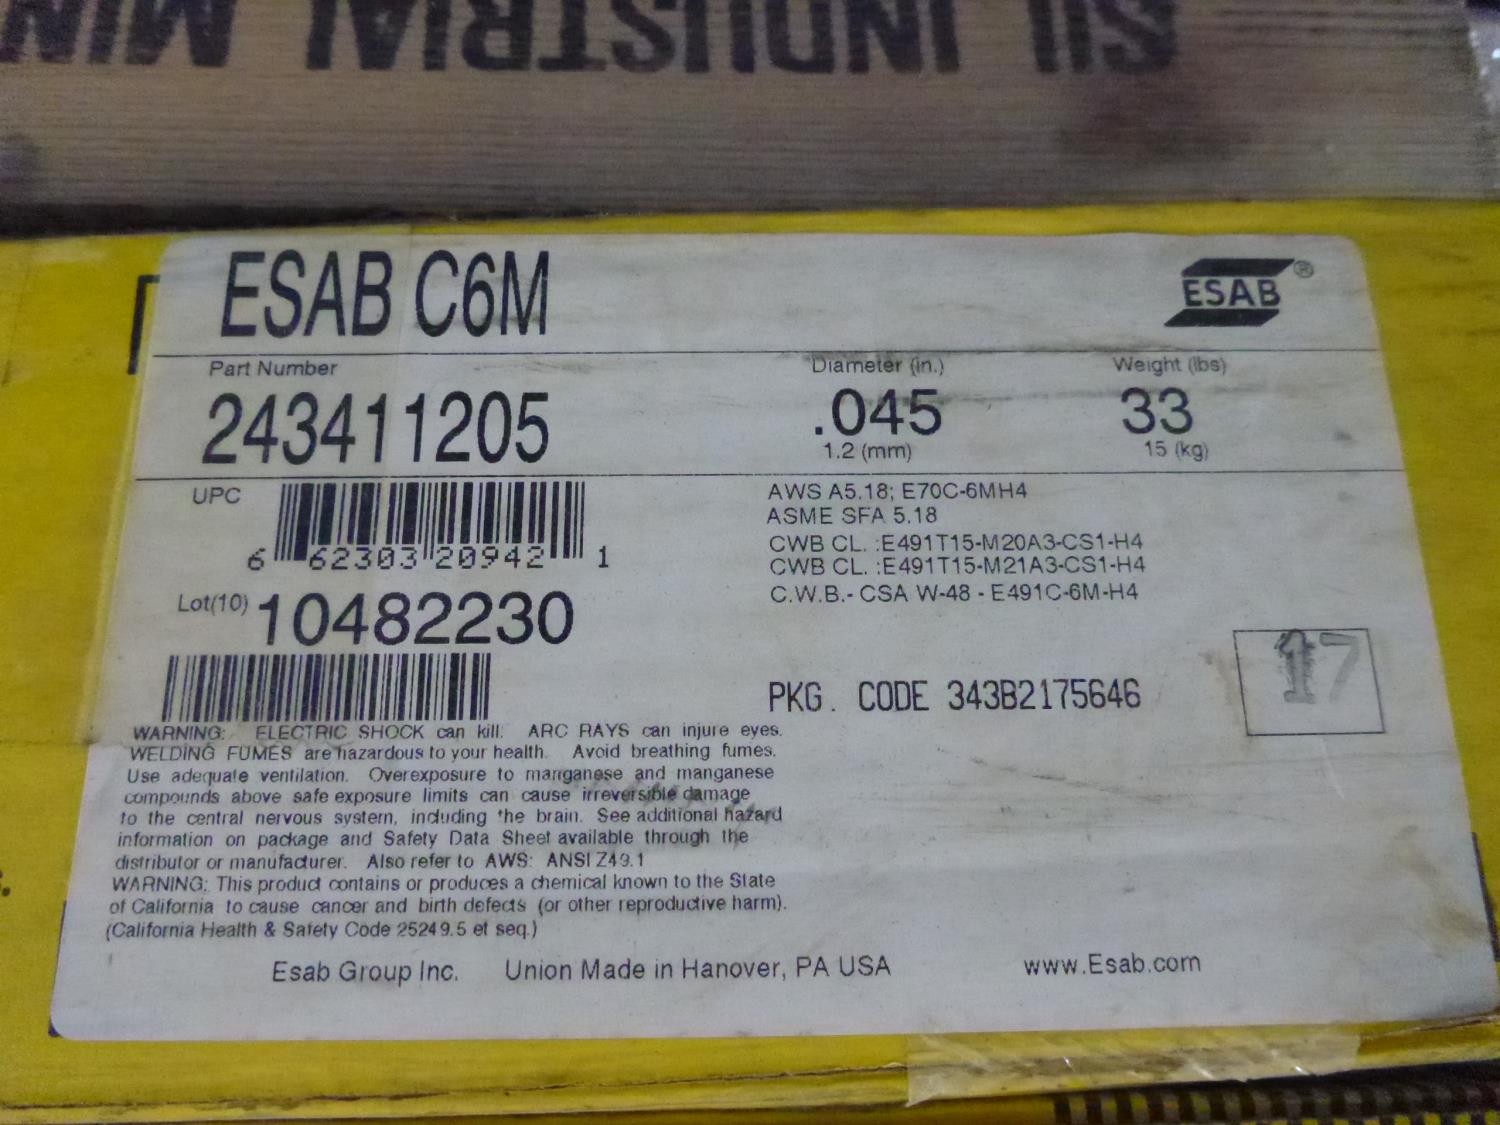 SIL INDUSTRIAL MIN
ESAB C6M
ESAB®
Part Number
Diameter (in.)
Weight (lbs)
243411205
.045
33
1.2 (mm)
15 (kg)
UPC
6 62303 20942 1
AWS A5.18; E70C-6MH4
ASME SFA 5.18
CWB CL. :E491T15-M20A3-CS1-H4
CWB CL. :E491T15-M21A3-CS1-H4
C.W.B.- CSA W-48 - E491C-6M-H4
Lot(10) 10482230
PKG. CODE 343B2175646
17
WARNING: ELECTRIC SHOCK can kill. ARC RAYS can injure eyes.
WELDING FUMES are hazardous to your health. Avoid breathing fumes.
Use adequate ventilation. Overexposure to manganese and manganese
compounds above safe exposure limits can cause irreversible damage
to the central nervous system, including the brain. See additional hazard
information on package and Safety Data Sheet available through the
distributor or manufacturer. Also refer to AWS: ANSI Z49.1
WARNING: This product contains or produces a chemical known to the State
of California to cause cancer and birth defects (or other reproductive harm).
(California Health & Safety Code 25249.5 et seq.)
Esab Group Inc. Union Made in Hanover, PA USA
www.Esab.com